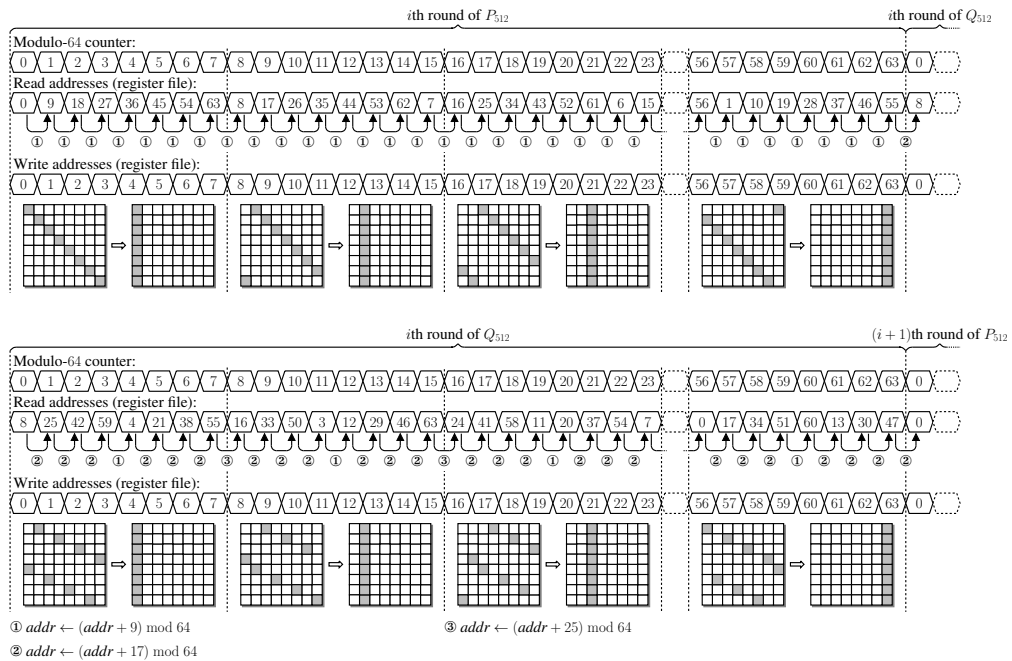 ith round of P512 ith round of Q512
Modulo-64 counter:
0 1 2 3 4 5 6 7 8 9 10 11 12 13 14 15 16 17 18 19 20 21 22 23 56 57 58 59 60 61 62 63 0
Read addresses (register file):
0 9 18 27 36 45 54 63 8 17 26 35 44 53 62 7 16 25 34 43 52 61 6 15 56 1 10 19 28 37 46 55 8
① ① ① ① ① ① ① ① ① ① ① ① ① ① ① ① ① ① ① ① ① ① ① ① ① ① ① ① ① ① ②
Write addresses (register file):
0 1 2 3 4 5 6 7 8 9 10 11 12 13 14 15 16 17 18 19 20 21 22 23 56 57 58 59 60 61 62 63 0
⇨ ⇨ ⇨ ⇨
ith round of Q512 (i + 1)th round of P512
Modulo-64 counter:
0 1 2 3 4 5 6 7 8 9 10 11 12 13 14 15 16 17 18 19 20 21 22 23 56 57 58 59 60 61 62 63 0
Read addresses (register file):
8 25 42 59 4 21 38 55 16 33 50 3 12 29 46 63 24 41 58 11 20 37 54 7 0 17 34 51 60 13 30 47 0
② ② ② ① ② ② ② ③ ② ② ② ① ② ② ② ③ ② ② ② ① ② ② ② ② ② ② ① ② ② ② ②
Write addresses (register file):
0 1 2 3 4 5 6 7 8 9 10 11 12 13 14 15 16 17 18 19 20 21 22 23 56 57 58 59 60 61 62 63 0
⇨ ⇨ ⇨ ⇨
① addr ← (addr + 9) mod 64 ③ addr ← (addr + 25) mod 64
② addr ← (addr + 17) mod 64